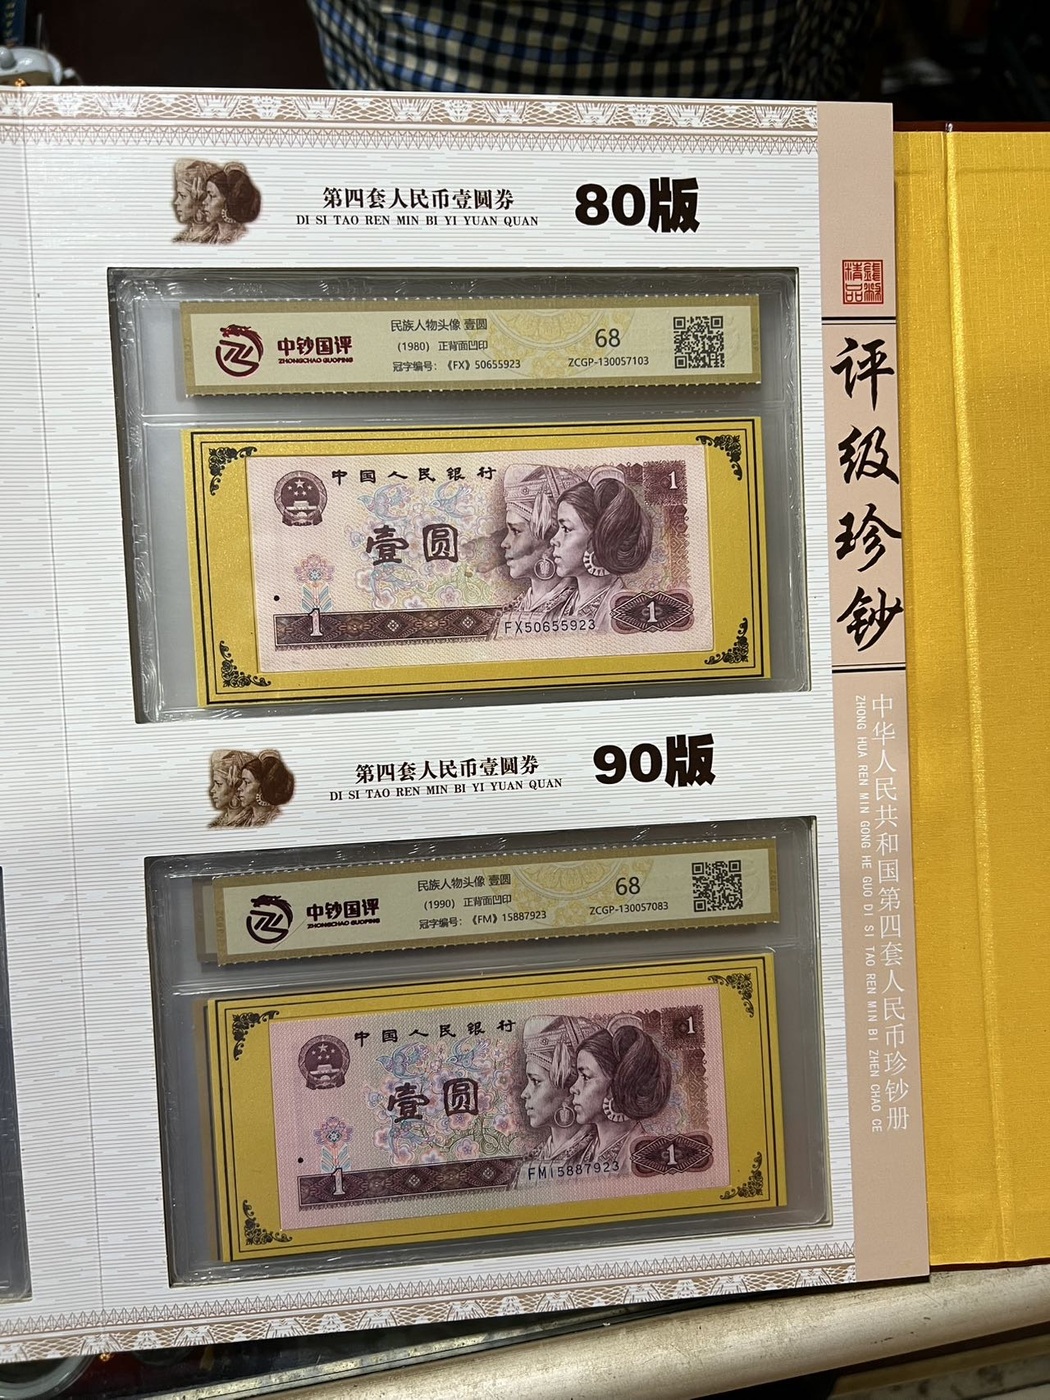 第四套人民币壹圆券
DI SI TAO REN MIN BI YI YUAN QUAN
80版
中钞国评
ZHONGCHAO GUOPING
民族人物头像 壹圆
(1980) 正背面凹印
冠字编号:《FX》50655923
68
ZCGP-130057103
中国人民银行
1
壹圆
1
FX50655923
1
第四套人民币壹圆券
DI SI TAO REN MIN BI YI YUAN QUAN
90版
中钞国评
ZHONGCHAO GUOPING
民族人物头像 壹圆
(1990) 正背面凹印
冠字编号:《FM》15887923
68
ZCGP-130057083
中国人民银行
1
壹圆
1
FM15887923
1
评级珍钞
中华人民共和国第四套人民币珍钞册
ZHONG HUA REN MIN GONG HE GUO DI SI TAO REN MIN BI ZHEN CHAO CE